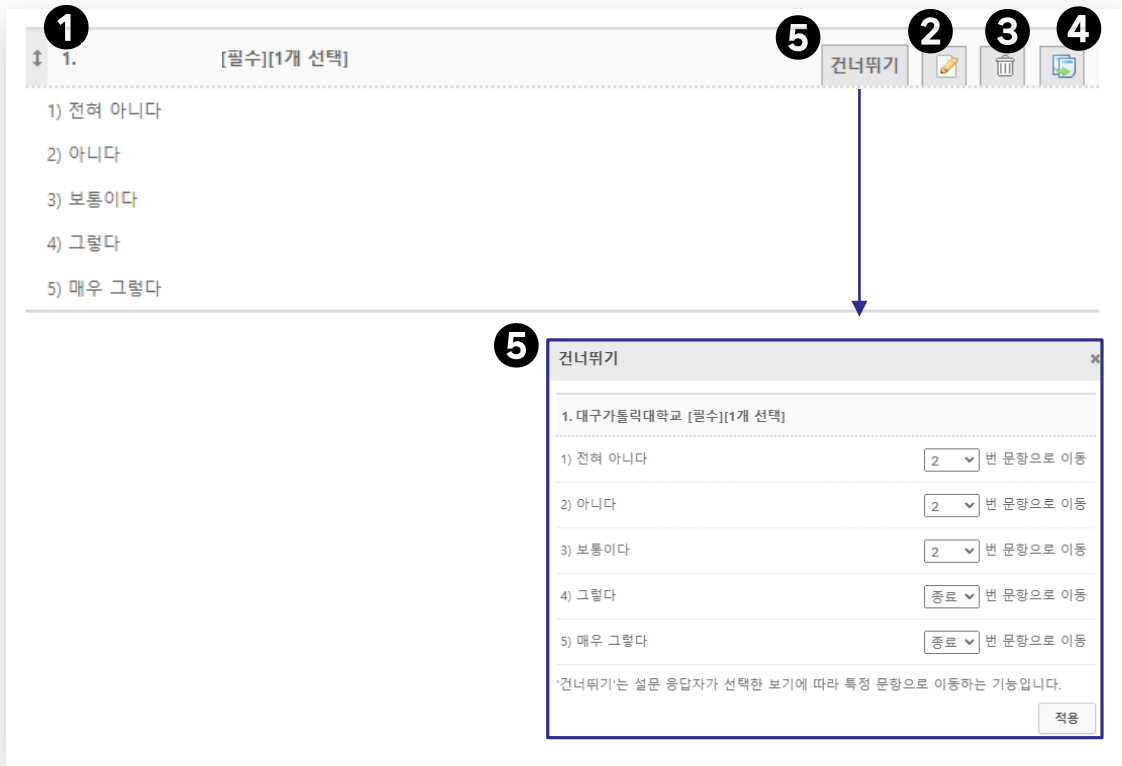 1
5
2
3
4
1. [필수][1개 선택]
건너뛰기
1) 전혀 아니다
2) 아니다
3) 보통이다
4) 그렇다
5) 매우 그렇다
5
건너뛰기
1. 대구가톨릭대학교 [필수][1개 선택]
1) 전혀 아니다 2 번 문항으로 이동
2) 아니다 2 번 문항으로 이동
3) 보통이다 2 번 문항으로 이동
4) 그렇다 종료 번 문항으로 이동
5) 매우 그렇다 종료 번 문항으로 이동
'건너뛰기'는 설문 응답자가 선택한 보기에 따라 특정 문항으로 이동하는 기능입니다.
적용